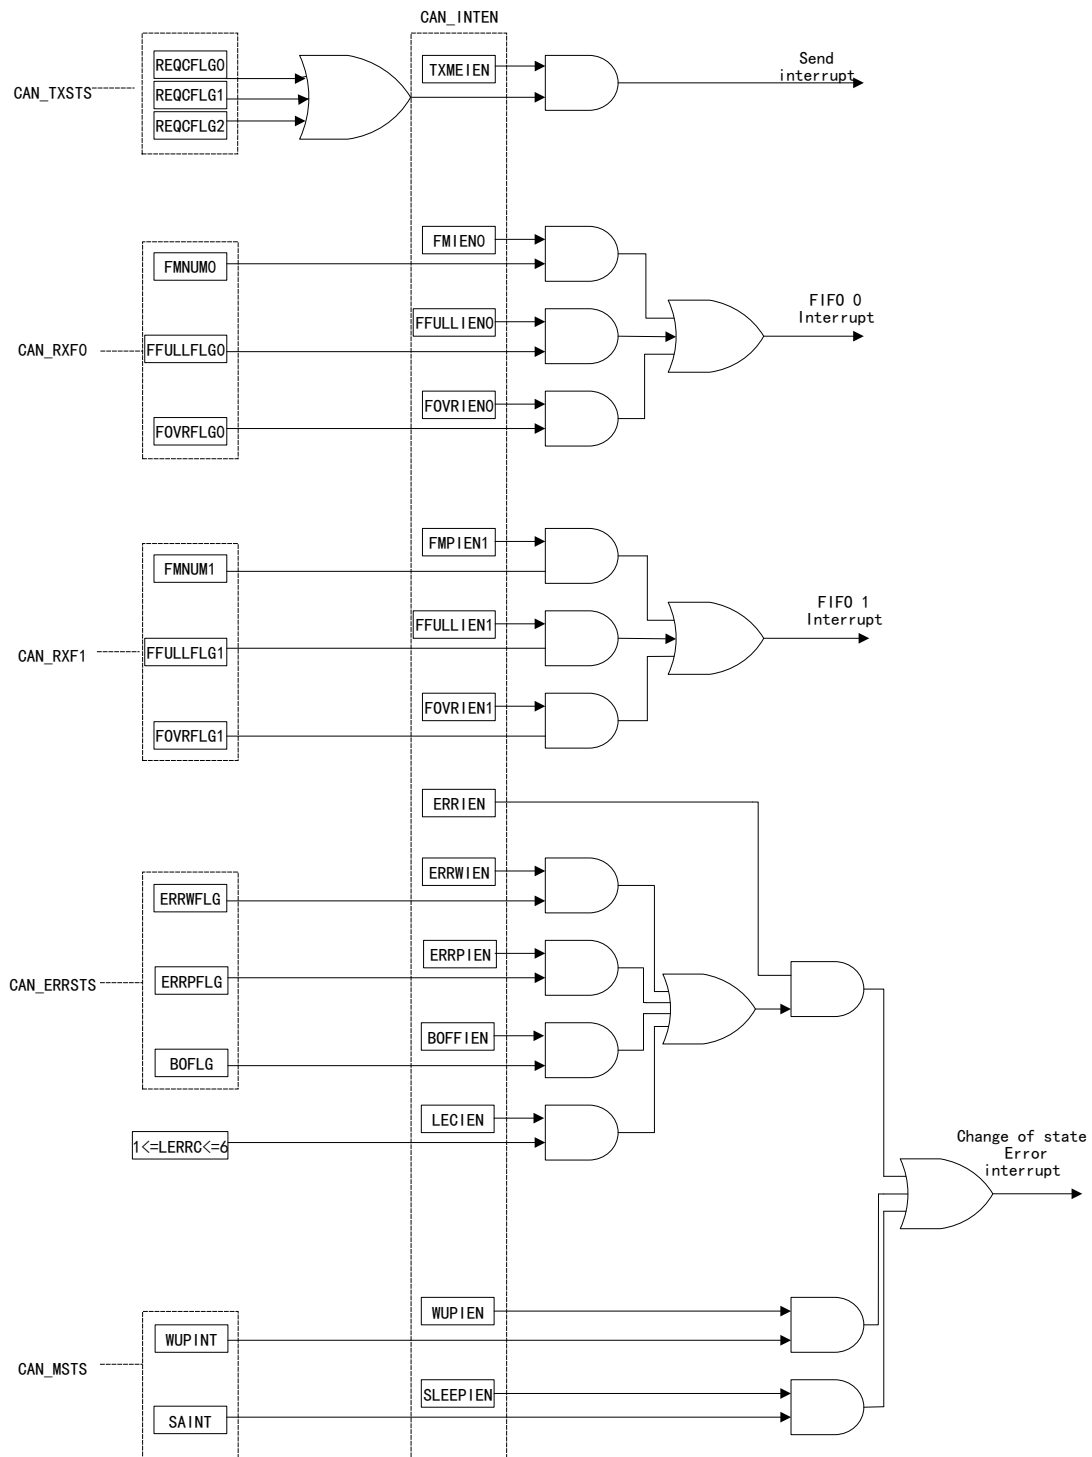 CAN_INTEN
REQCFLG0
TXMEIEN
Send
interrupt
CAN_TXSTS
REQCFLG1
REQCFLG2
FMIEN0
FMNUM0
FIFO 0
Interrupt
FFULLIEN0
CAN_RXF0
FFULLFLG0
FOVRIEN0
FOVRFLG0
FMPIEN1
FMNUM1
FIFO 1
Interrupt
FFULLIEN1
CAN_RXF1
FFULLFLG1
FOVRIEN1
FOVRFLG1
ERRIEN
ERRWIEN
ERRWFLG
ERRPIEN
CAN_ERRSTS
ERRPFLG
BOFFIEN
BOFLG
LECIEN
1<=LERRC<=6
Change of state
Error
interrupt
WUPIEN
WUPINT
CAN_MSTS
SLEEPIEN
SAINT